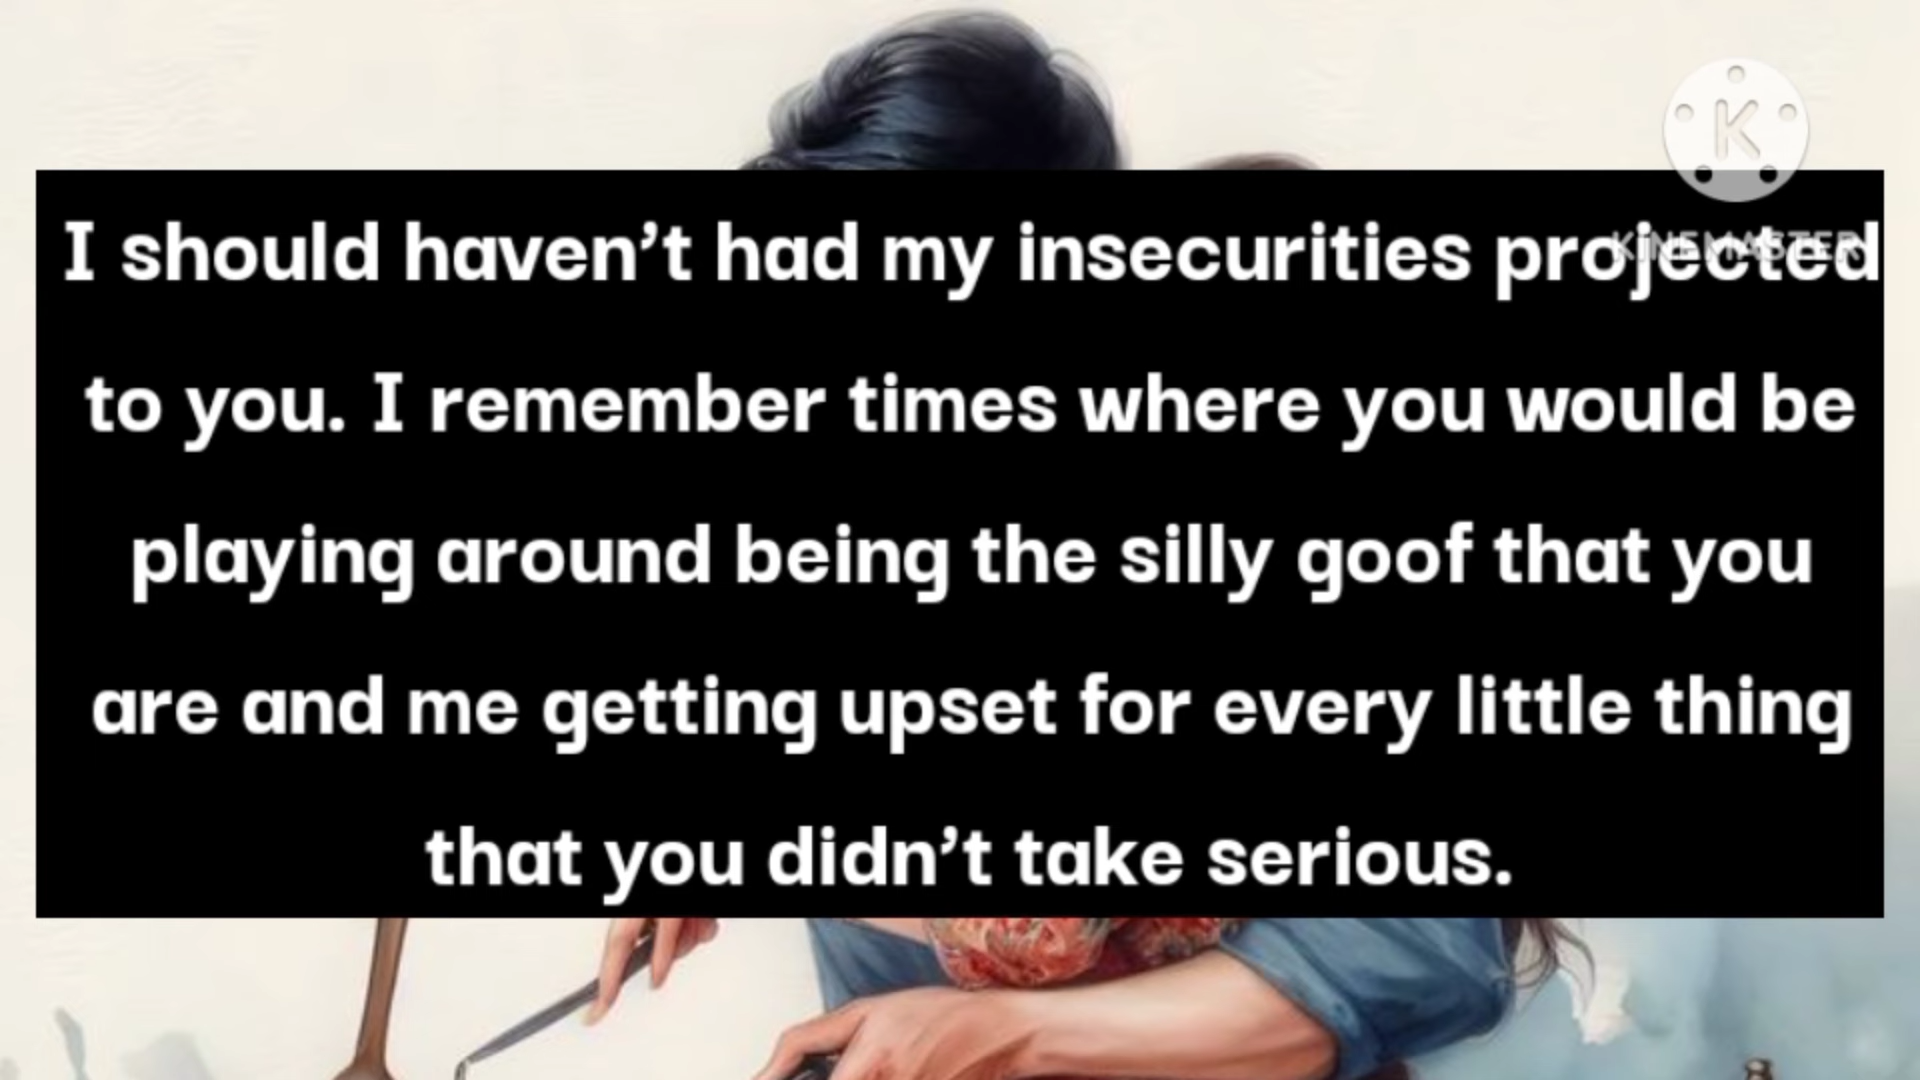 K
KINEMASTER
I should haven’t had my insecurities projected
to you. I remember times where you would be
playing around being the silly goof that you
are and me getting upset for every little thing
that you didn’t take serious.